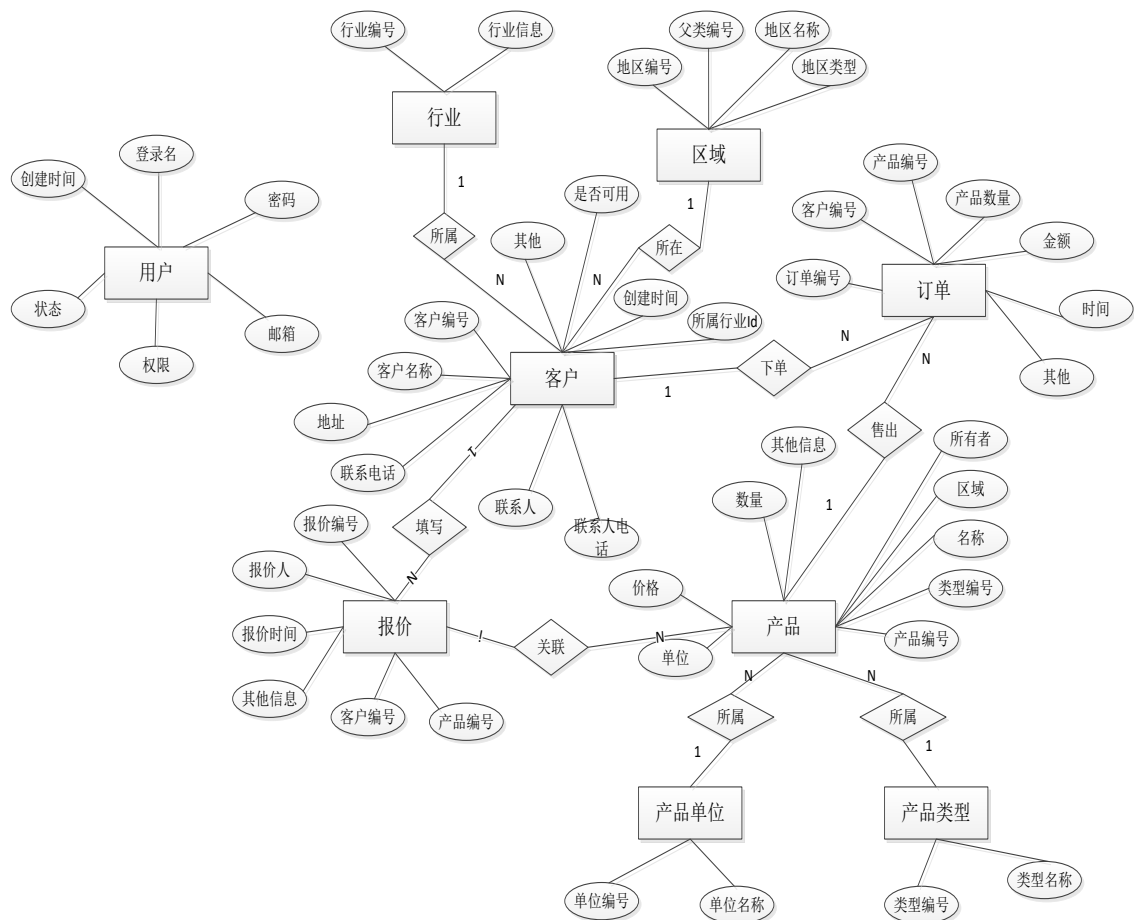 行业编号
行业信息
父类编号
地区名称
地区编号
地区类型
行业
区域
登录名
创建时间
密码
用户
状态
权限
邮箱
1
所属
N
其他
是否可用
N
1
所在
创建时间
所属行业Id
产品编号
客户编号
产品数量
金额
订单编号
订单
时间
其他
客户编号
客户名称
地址
联系电话
客户
1
下单
N
N
售出
1
联系人
联系人电
话
1
填写
N
报价编号
报价人
报价时间
其他信息
报价
客户编号
产品编号
1
关联
N
其他信息
数量
价格
单位
产品
所有者
区域
名称
类型编号
产品编号
N
所属
1
N
所属
1
产品单位
产品类型
单位编号
单位名称
类型编号
类型名称